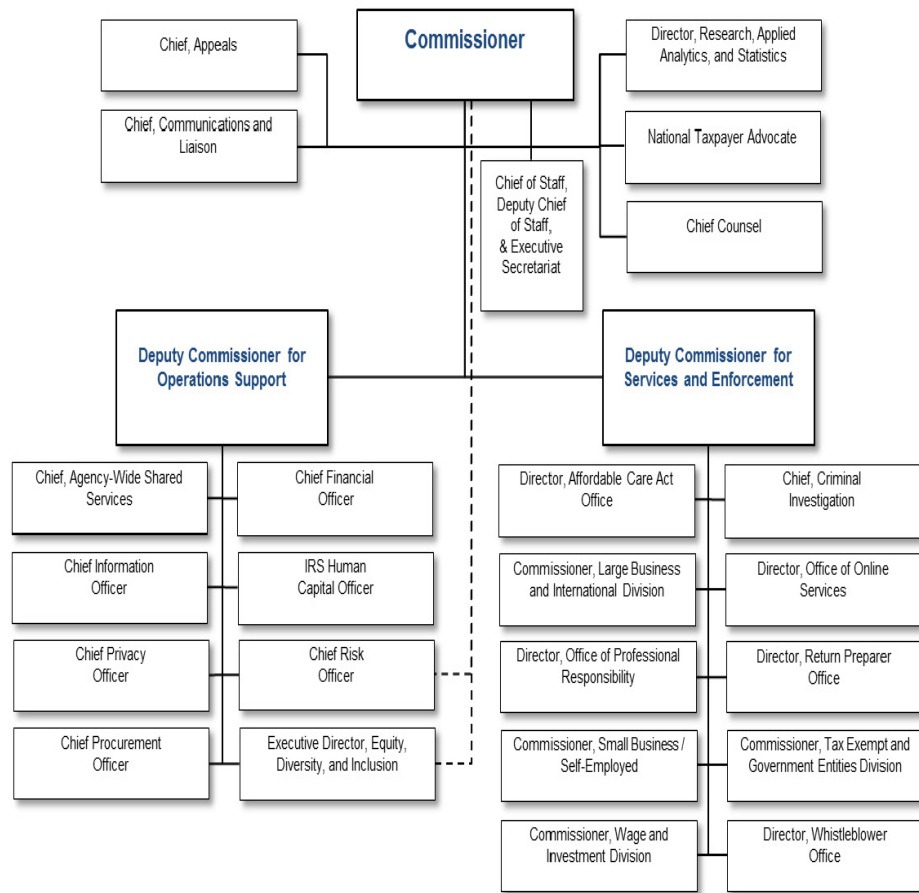 Commissioner
Chief, Appeals
Chief, Communications and
Liaison
Director, Research, Applied
Analytics, and Statistics
National Taxpayer Advocate
Chief Counsel
Chief of Staff,
Deputy Chief
of Staff,
& Executive
Secretariat
Deputy Commissioner for
Operations Support
Deputy Commissioner for
Services and Enforcement
Chief, Agency-Wide Shared
Services
Chief Financial
Officer
Chief Information
Officer
IRS Human
Capital Officer
Chief Privacy
Officer
Chief Risk
Officer
Chief Procurement
Officer
Executive Director, Equity,
Diversity, and Inclusion
Director, Affordable Care Act
Office
Chief, Criminal
Investigation
Commissioner, Large Business
and International Division
Director, Office of Online
Services
Director, Office of Professional
Responsibility
Director, Return Preparer
Office
Commissioner, Small Business /
Self-Employed
Commissioner, Tax Exempt and
Government Entities Division
Commissioner, Wage and
Investment Division
Director, Whistleblower
Office